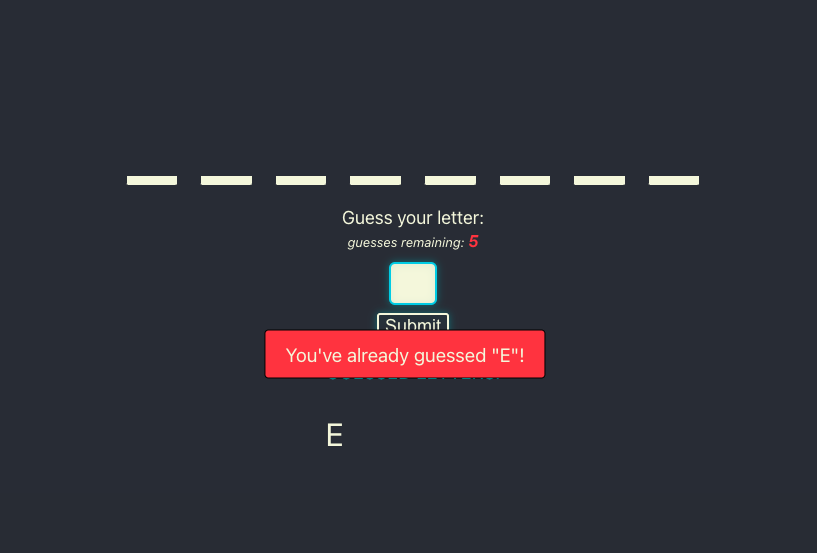 Guess your letter:
guesses remaining: 5
Submit
You've already guessed "E"!
E